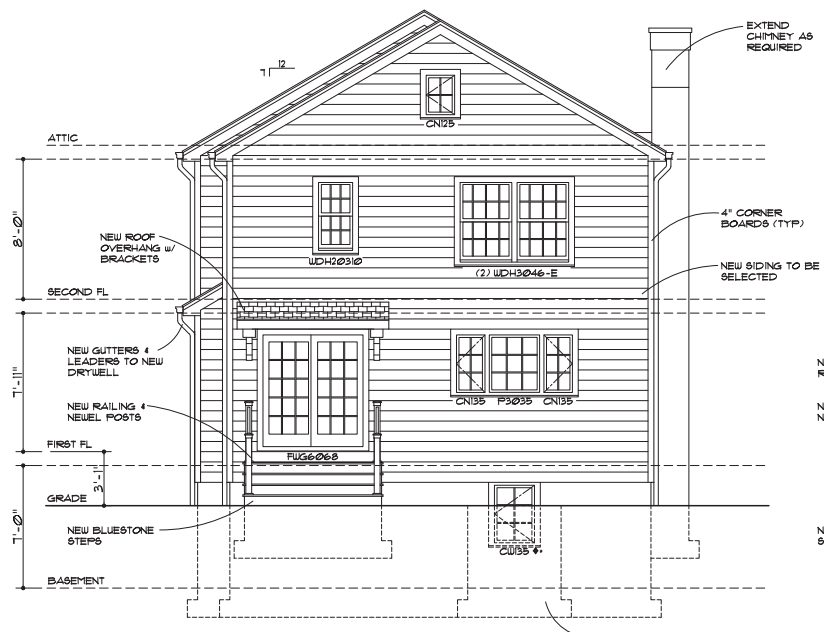 EXTEND
CHIMNEY AS
REQUIRED
12
7
CN125
ATTIC
8'-0"
4" CORNER
BOARDS (TYP)
NEW ROOF
OVERHANG W/
BRACKETS
WDH20310
(2) WDH3046-E
NEW SIDING TO BE
SELECTED
SECOND FL
7'-11"
NEW GUTTERS &
LEADERS TO NEW
DRYWELL
CN135 P3035 CN135
NEW RAILING &
NEWEL POSTS
FIRST FL
FWG6068
3'-1"
GRADE
7'-0"
NEW BLUESTONE
STEPS
CW135
BASEMENT